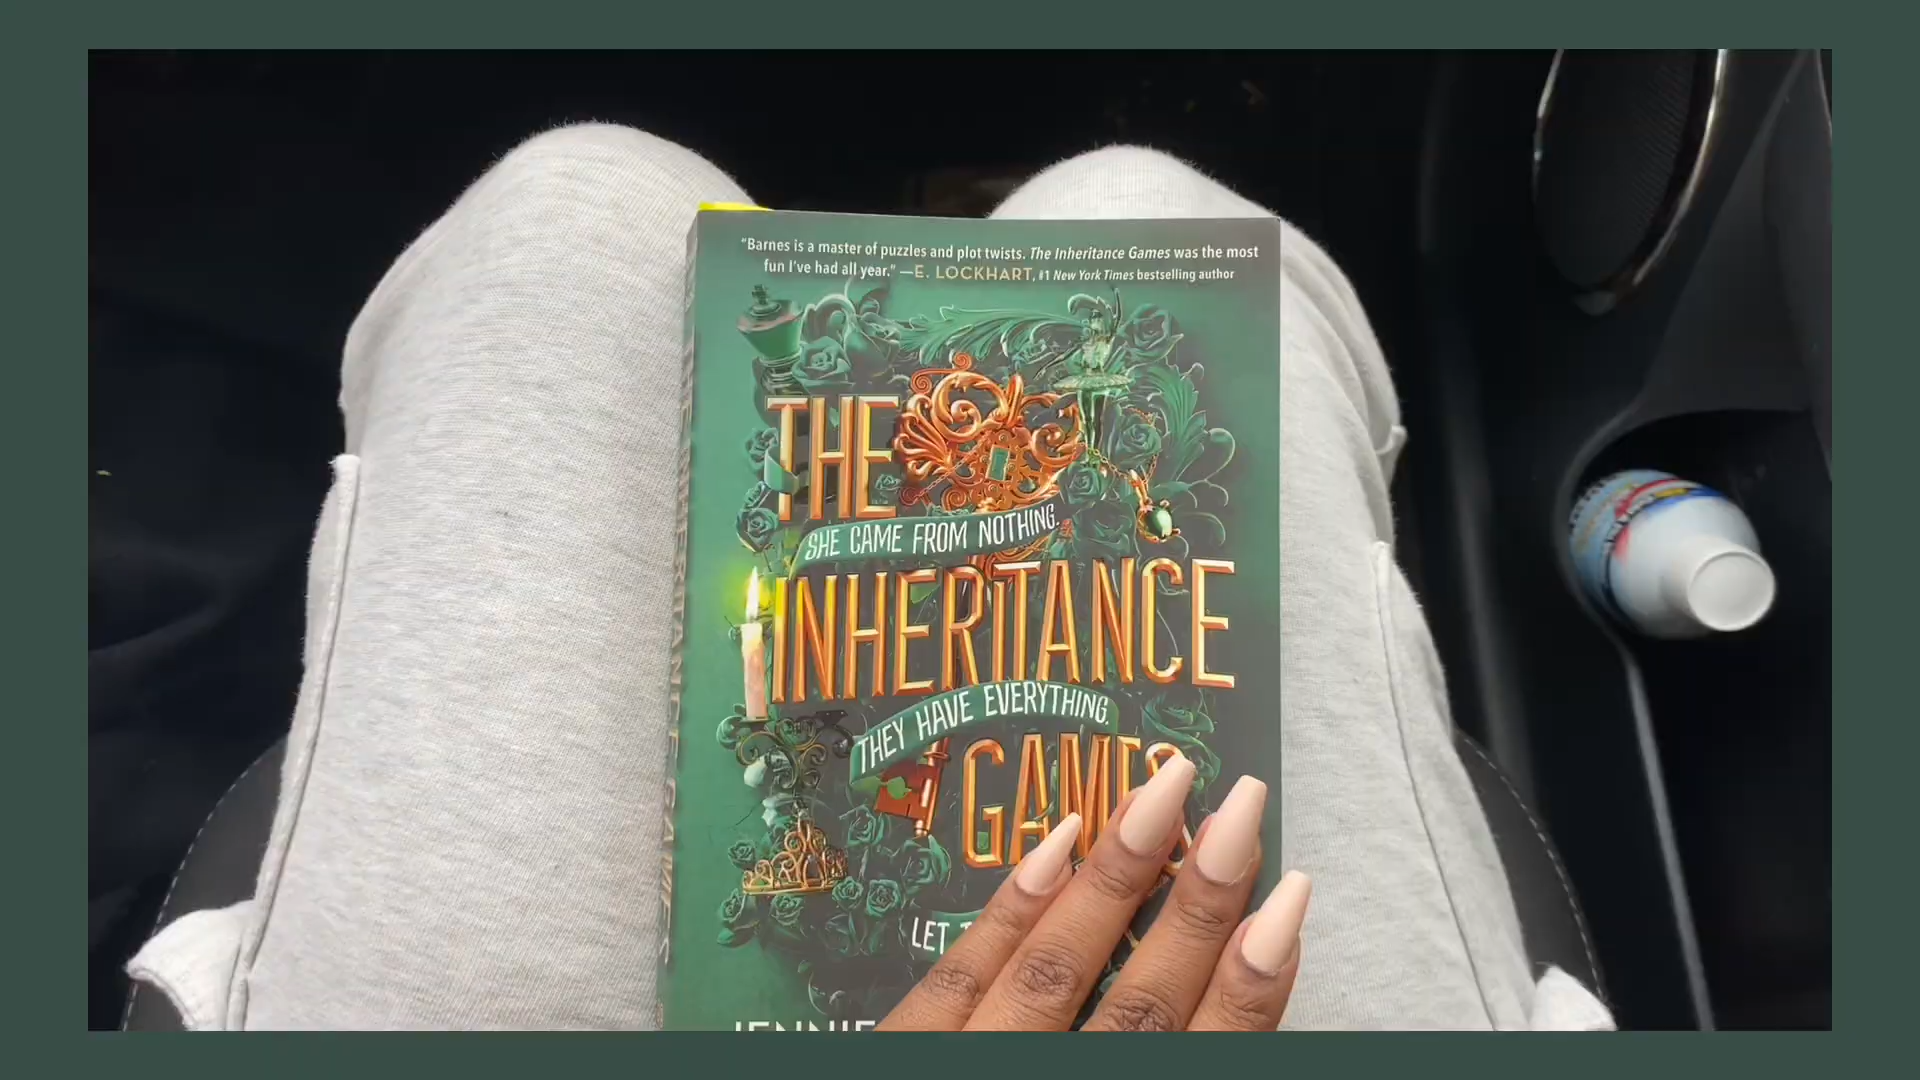 "Barnes is a master of puzzles and plot twists. The Inheritance Games was the most
fun I've had all year." —E. LOCKHART, #1 New York Times bestselling author
THE
SHE CAME FROM NOTHING.
INHERITANCE
THEY HAVE EVERYTHING.
GAMES
LET
JENNIE